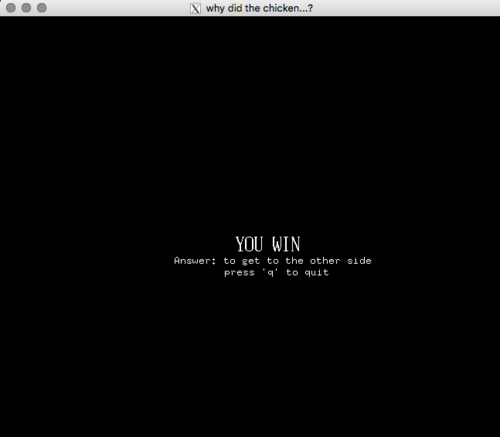 why did the chicken...?
YOU WIN
Answer: to get to the other side
press 'q' to quit